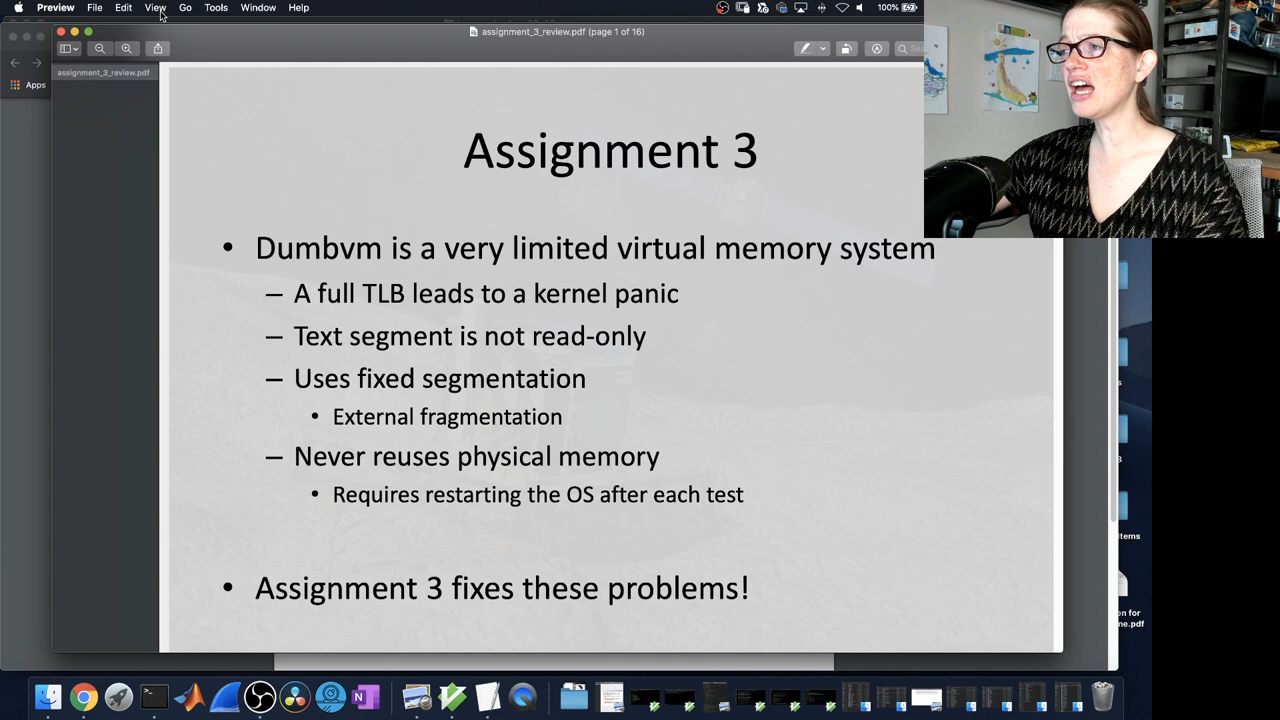 Preview File Edit View Go Tools Window Help
100%
assignment_3_review.pdf (page 1 of 16)
Apps
assignment_3_review.pdf
Assignment 3
• Dumbvm is a very limited virtual memory system
– A full TLB leads to a kernel panic
– Text segment is not read-only
– Uses fixed segmentation
• External fragmentation
– Never reuses physical memory
• Requires restarting the OS after each test
• Assignment 3 fixes these problems!